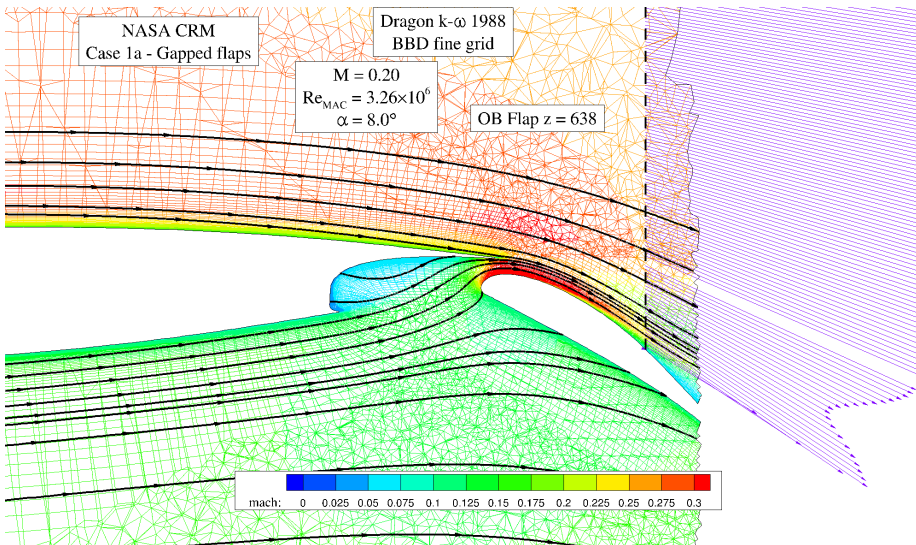 NASA CRM
Case 1a - Gapped flaps
Dragon k-ω 1988
BBD fine grid
M = 0.20
Re_MAC = 3.26×10^6
α = 8.0°
OB Flap z = 638
mach: 0 0.025 0.05 0.075 0.1 0.125 0.15 0.175 0.2 0.225 0.25 0.275 0.3